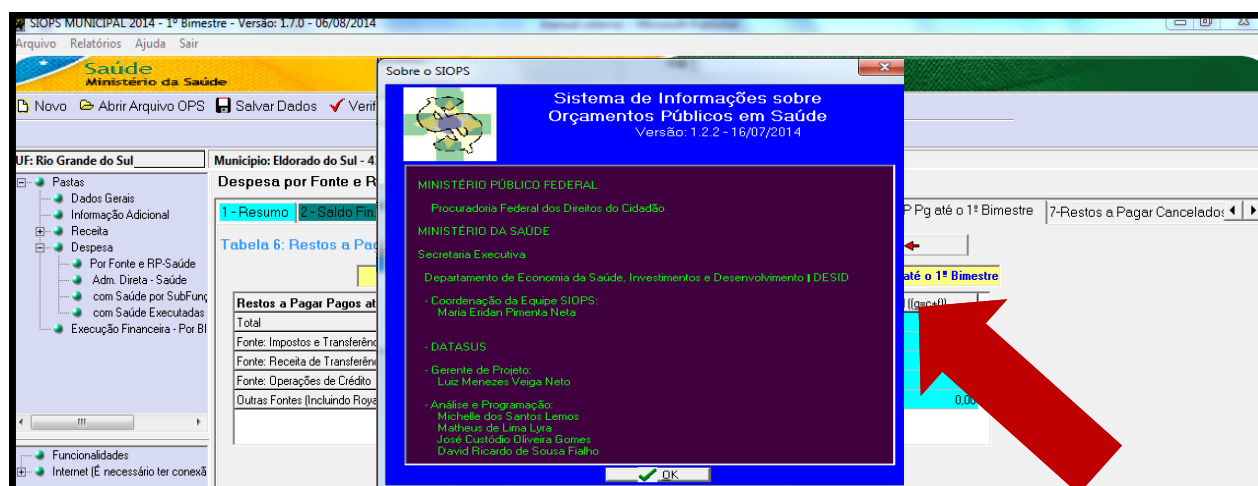 SIOPS MUNICIPAL 2014 - 1º Bimestre - Versão: 1.7.0 - 06/08/2014
Arquivo Relatórios Ajuda Sair
Saúde
Ministério da Saúde
Novo Abrir Arquivo OPS Salvar Dados Verif
UF: Rio Grande do Sul Municipio: Eldorado do Sul - 4
Pastas
Dados Gerais
Informação Adicional
Receita
Despesa
Por Fonte e RP-Saúde
Adm. Direta - Saúde
com Saúde por SubFunç
com Saúde Executadas
Execução Financeira - Por Bl
Funcionalidades
Internet (É necessário ter conexã
Despesa por Fonte e R
1 - Resumo 2 - Saldo Fin.
P Pg até o 1º Bimestre 7-Restos a Pagar Cancelados
Tabela 6: Restos a Pa
até o 1º Bimestre
Restos a Pagar Pagos at
((g=c+f))
Total
Fonte: Impostos e Transferên
Fonte: Receita de Transferên
Fonte: Operações de Crédito
Outras Fontes (Incluindo Roya
0,00
Sobre o SIOPS
Sistema de Informações sobre
Orçamentos Públicos em Saúde
Versão: 1.2.2 - 16/07/2014
MINISTÉRIO PÚBLICO FEDERAL
Procuradoria Federal dos Direitos do Cidadão
MINISTÉRIO DA SAÚDE
Secretaria Executiva
Departamento de Economia da Saúde, Investimentos e Desenvolvimento | DESID
- Coordenação da Equipe SIOPS:
Maria Eridan Pimenta Neta
- DATASUS:
- Gerente de Projeto:
Luiz Menezes Veiga Neto
- Análise e Programação:
Michelle dos Santos Lemos
Matheus de Lima Lyra
José Custódio Oliveira Gomes
David Ricardo de Sousa Fialho
OK